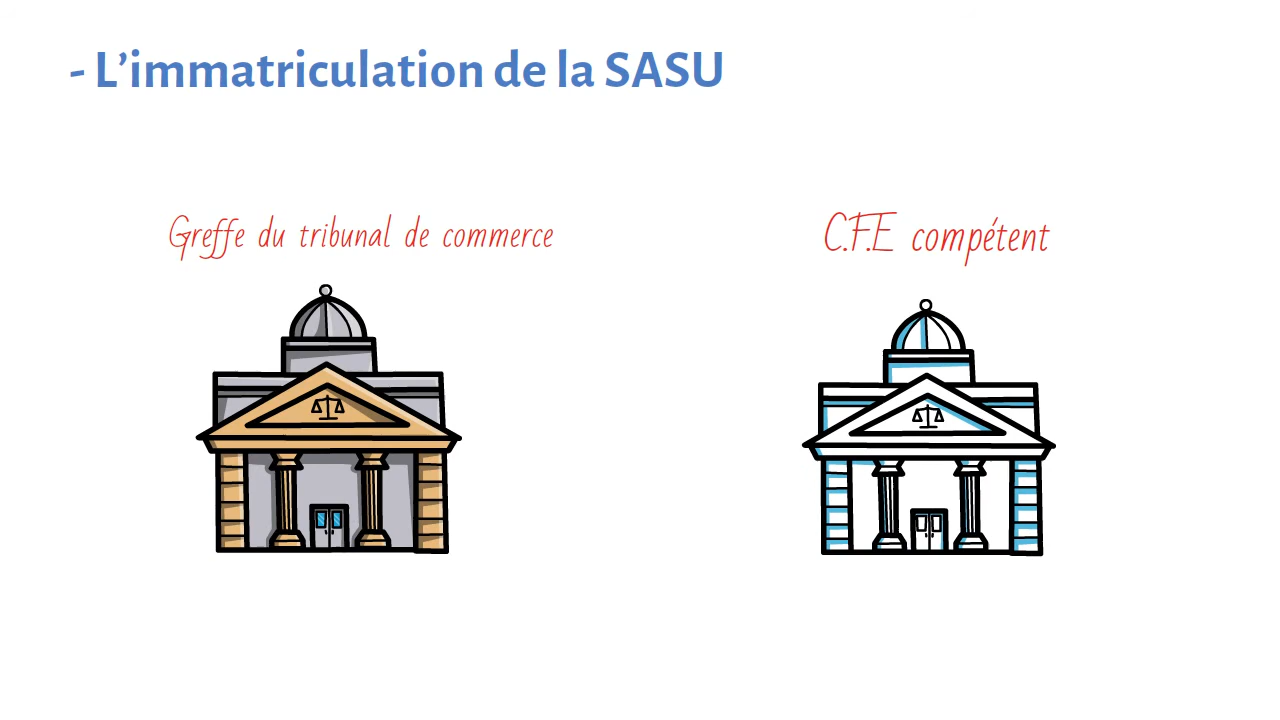 - L’immatriculation de la SASU
Greffe du tribunal de commerce
C.F.E compétent